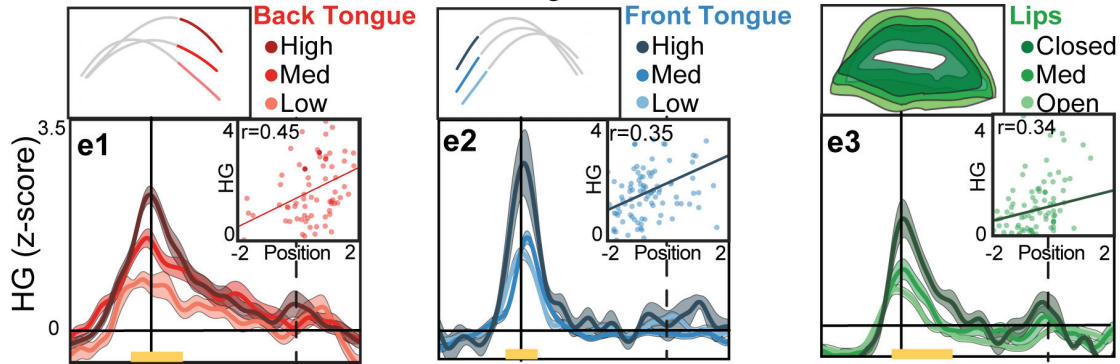 Back Tongue
High
Med
Low
Front Tongue
High
Med
Low
Lips
Closed
Med
Open
HG (z-score)
3.5
0
e1
r=0.45
4
HG
0
-2 Position 2
e2
r=0.35
4
HG
0
-2 Position 2
e3
r=0.34
4
HG
0
-2 Position 2